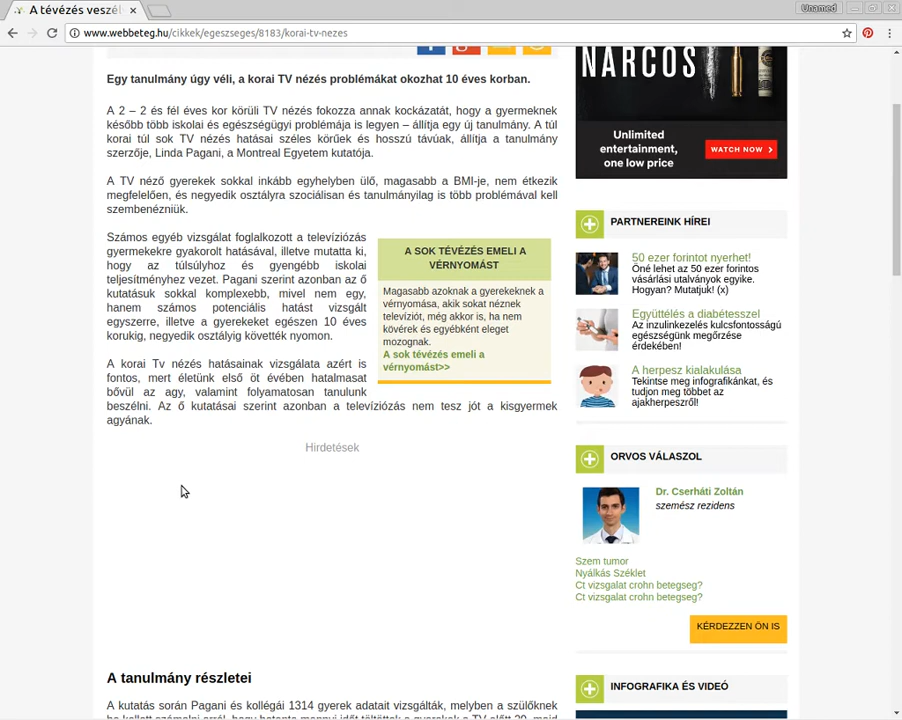 A tévézés veszél
Unamed
www.webbeteg.hu/cikkek/egeszseges/8183/korai-tv-nezes
Egy tanulmány úgy véli, a korai TV nézés problémákat okozhat 10 éves korban.
A 2 – 2 és fél éves kor körüli TV nézés fokozza annak kockázatát, hogy a gyermeknek
később több iskolai és egészségügyi problémája is legyen – állítja egy új tanulmány. A túl
korai túl sok TV nézés hatásai széles körűek és hosszú távúak, állítja a tanulmány
szerzője, Linda Pagani, a Montreal Egyetem kutatója.
A TV néző gyerekek sokkal inkább egyhelyben ülő, magasabb a BMI-je, nem étkezik
megfelelően, és negyedik osztályra szociálisan és tanulmányilag is több problémával kell
szembenézniük.
Számos egyéb vizsgálat foglalkozott a televíziózás
gyermekekre gyakorolt hatásával, illetve mutatta ki,
hogy az túlsúlyhoz és gyengébb iskolai
teljesítményhez vezet. Pagani szerint azonban az ő
kutatásuk sokkal komplexebb, mivel nem egy,
hanem számos potenciális hatást vizsgált
egyszerre, illetve a gyerekeket egészen 10 éves
korukig, negyedik osztályig követték nyomon.
A SOK TÉVÉZÉS EMELI A
VÉRNYOMÁST
Magasabb azoknak a gyerekeknek a
vérnyomása, akik sokat néznek
televíziót, még akkor is, ha nem
kövérek és egyébként eleget
mozognak.
A sok tévézés emeli a
vérnyomást>>
A korai Tv nézés hatásainak vizsgálata azért is
fontos, mert életünk első öt évében hatalmasat
bővül az agy, valamint folyamatosan tanulunk
beszélni. Az ő kutatásai szerint azonban a televíziózás nem tesz jót a kisgyermek
agyának.
Hirdetések
A tanulmány részletei
A kutatás során Pagani és kollégái 1314 gyerek adatait vizsgálták, melyben a szülőknek
NARCOS
Unlimited
entertainment,
one low price
WATCH NOW
PARTNEREINK HÍREI
50 ezer forintot nyerhet!
Öné lehet az 50 ezer forintos
vásárlási utalványok egyike.
Hogyan? Mutatjuk! (x)
Együttélés a diabétesszel
Az inzulinkezelés kulcsfontosságú
egészségünk megőrzése
érdekében!
A herpesz kialakulása
Tekintse meg infografikánkat, és
tudjon meg többet az
ajakherpeszről!
ORVOS VÁLASZOL
Dr. Cserháti Zoltán
szemész rezidens
Szem tumor
Nyálkás Széklet
Ct vizsgalat crohn betegseg?
Ct vizsgalat crohn betegseg?
KÉRDEZZEN ÖN IS
INFOGRAFIKA ÉS VIDEÓ